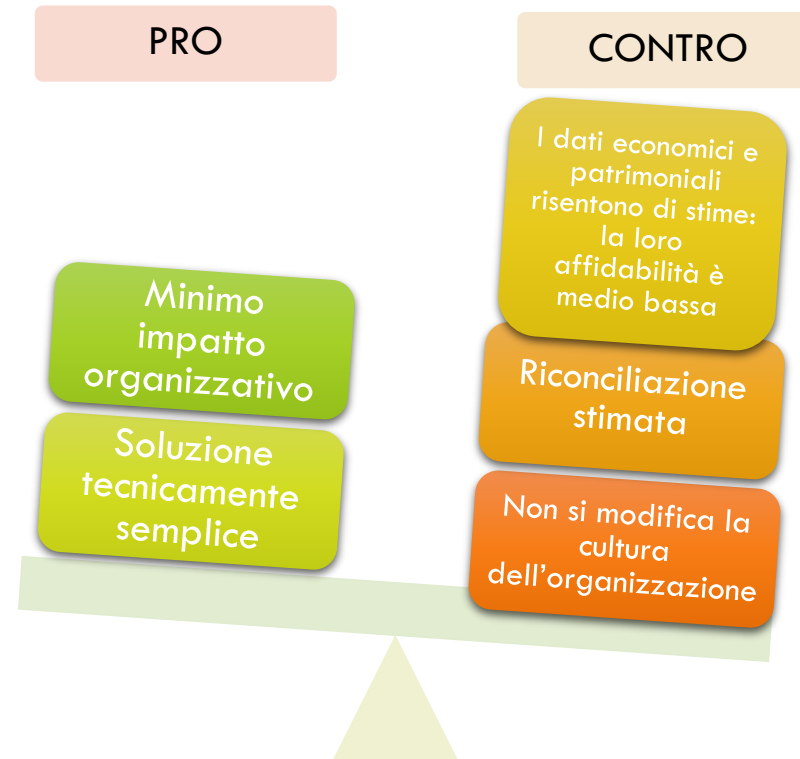 PRO
Minimo
impatto
organizzativo
Soluzione
tecnicamente
semplice
CONTRO
I dati economici e
patrimoniali
risentono di stime:
la loro
affidabilità è
medio bassa
Riconciliazione
stimata
Non si modifica la
cultura
dell’organizzazione